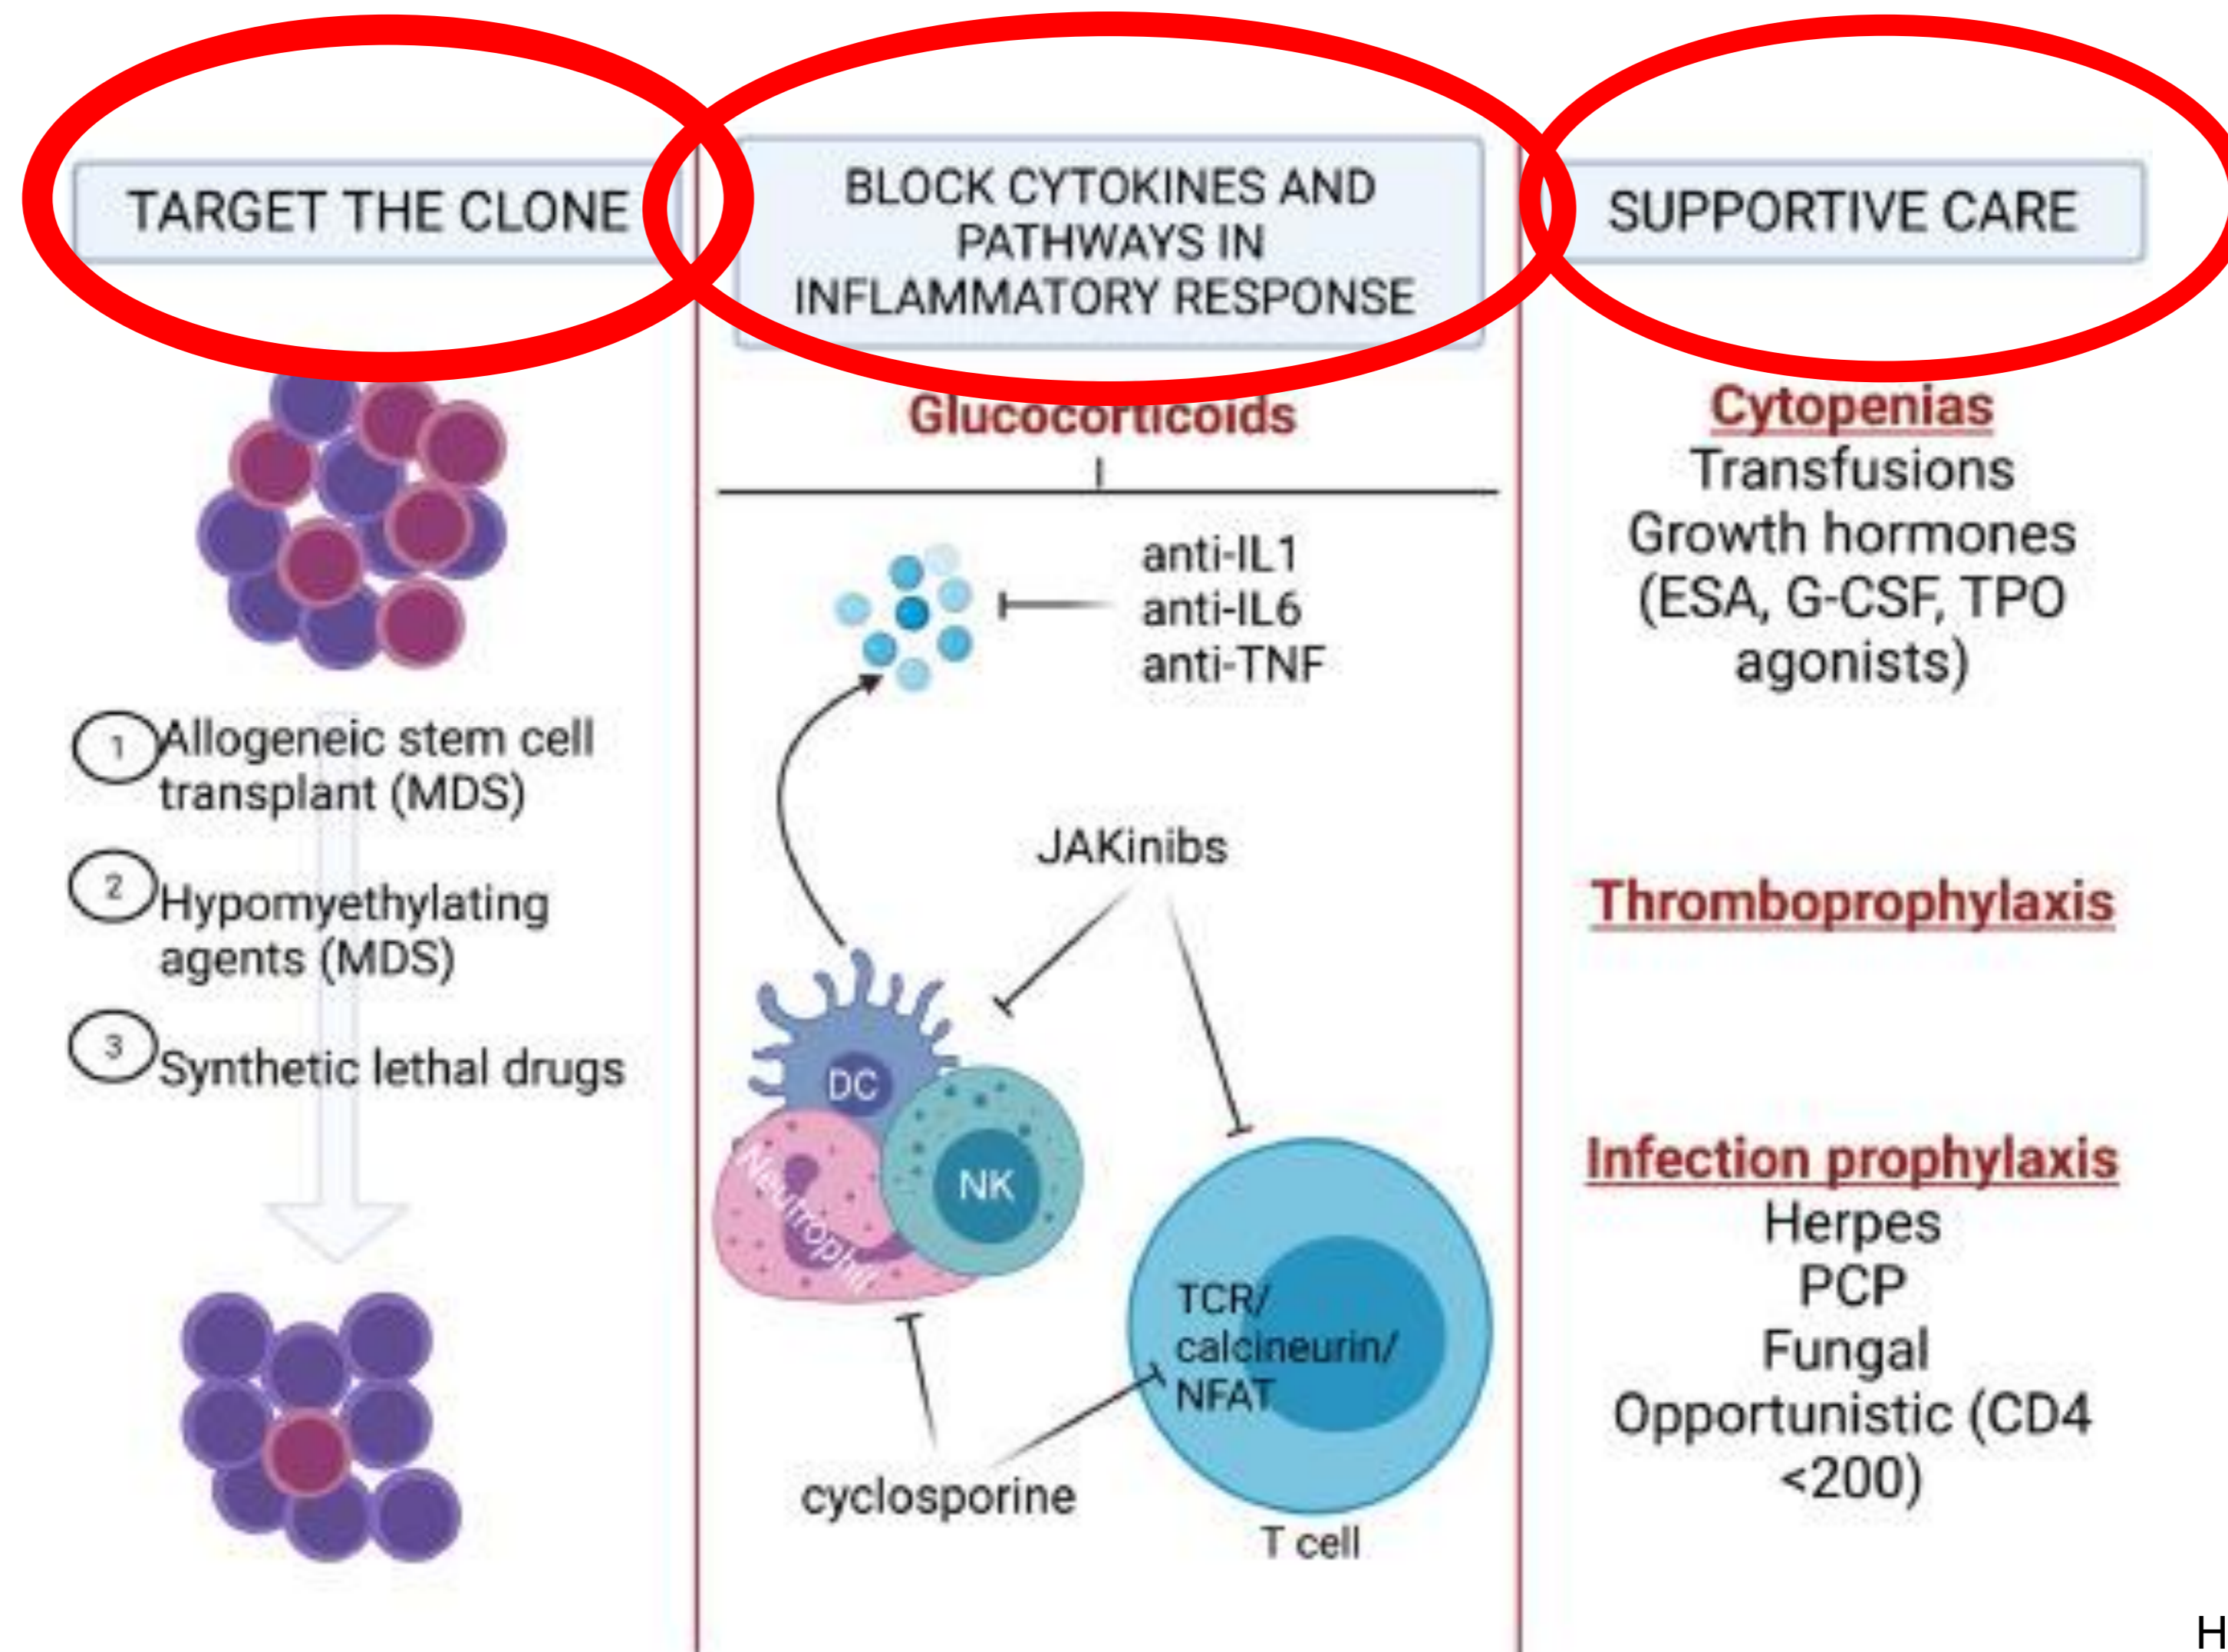 TARGET THE CLONE
1 Allogeneic stem cell
transplant (MDS)
2 Hypomyethylating
agents (MDS)
3 Synthetic lethal drugs
BLOCK CYTOKINES AND
PATHWAYS IN
INFLAMMATORY RESPONSE
Glucocorticoids
anti-IL1
anti-IL6
anti-TNF
JAKinibs
DC
NK
Neutrophil
TCR/
calcineurin/
NFAT
cyclosporine
T cell
SUPPORTIVE CARE
Cytopenias
Transfusions
Growth hormones
(ESA, G-CSF, TPO
agonists)
Thromboprophylaxis
Infection prophylaxis
Herpes
PCP
Fungal
Opportunistic (CD4
<200)
H